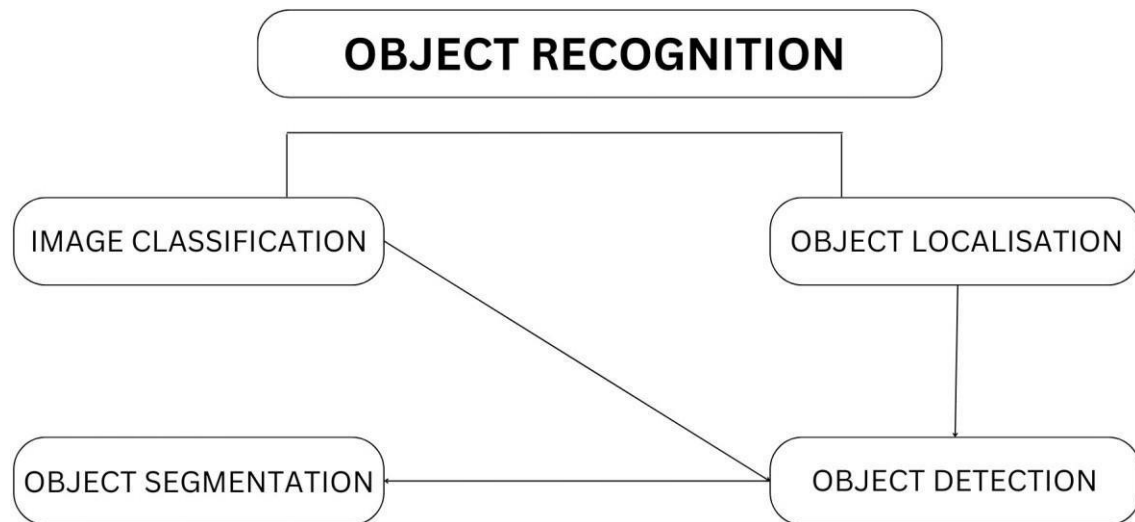 OBJECT RECOGNITION
IMAGE CLASSIFICATION
OBJECT LOCALISATION
OBJECT SEGMENTATION
OBJECT DETECTION